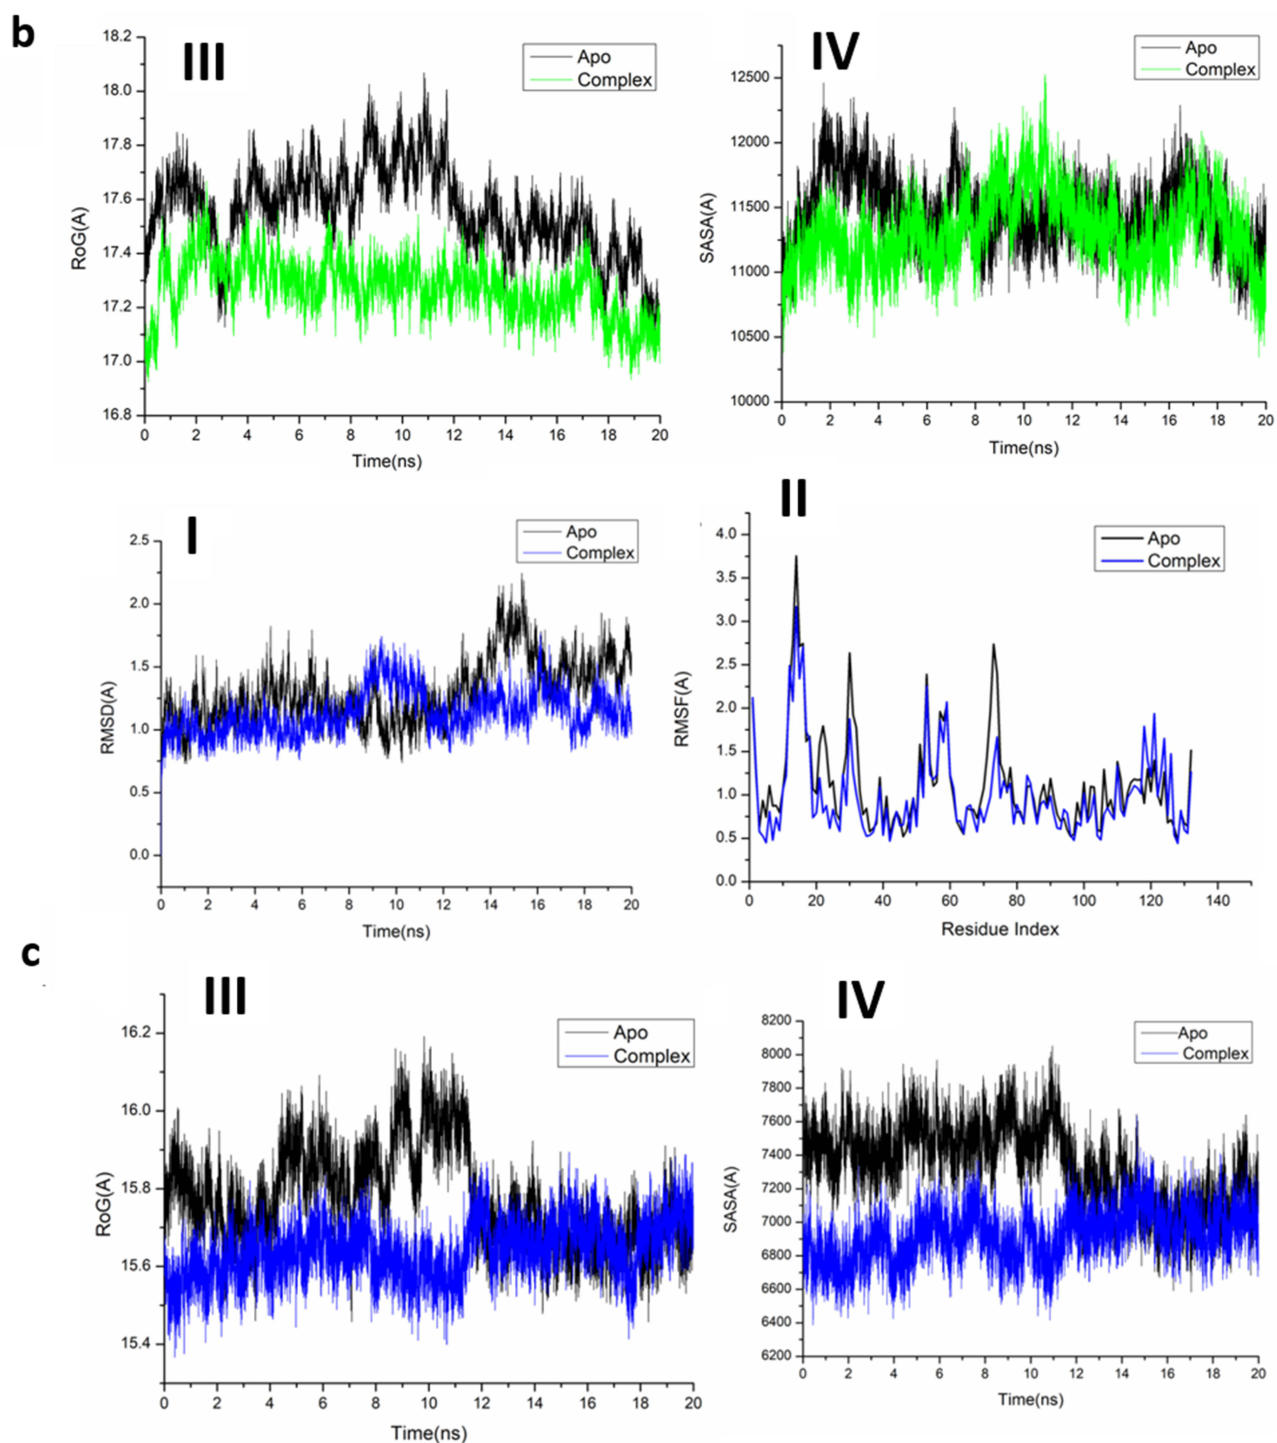 b
III
Apo
Complex
RoG(A)
18.2
18.0
17.8
17.6
17.4
17.2
17.0
16.8
0 2 4 6 8 10 12 14 16 18 20
Time(ns)
IV
Apo
Complex
SASA(A)
12500
12000
11500
11000
10500
10000
0 2 4 6 8 10 12 14 16 18 20
Time(ns)
I
Apo
Complex
RMSD(A)
2.5
2.0
1.5
1.0
0.5
0.0
0 2 4 6 8 10 12 14 16 18 20
Time(ns)
II
Apo
Complex
RMSF(A)
4.0
3.5
3.0
2.5
2.0
1.5
1.0
0.5
0.0
0 20 40 60 80 100 120 140
Residue Index
c
III
Apo
Complex
RoG(A)
16.2
16.0
15.8
15.6
15.4
0 2 4 6 8 10 12 14 16 18 20
Time(ns)
IV
Apo
Complex
SASA(A)
8200
8000
7800
7600
7400
7200
7000
6800
6600
6400
6200
0 2 4 6 8 10 12 14 16 18 20
Time(ns)